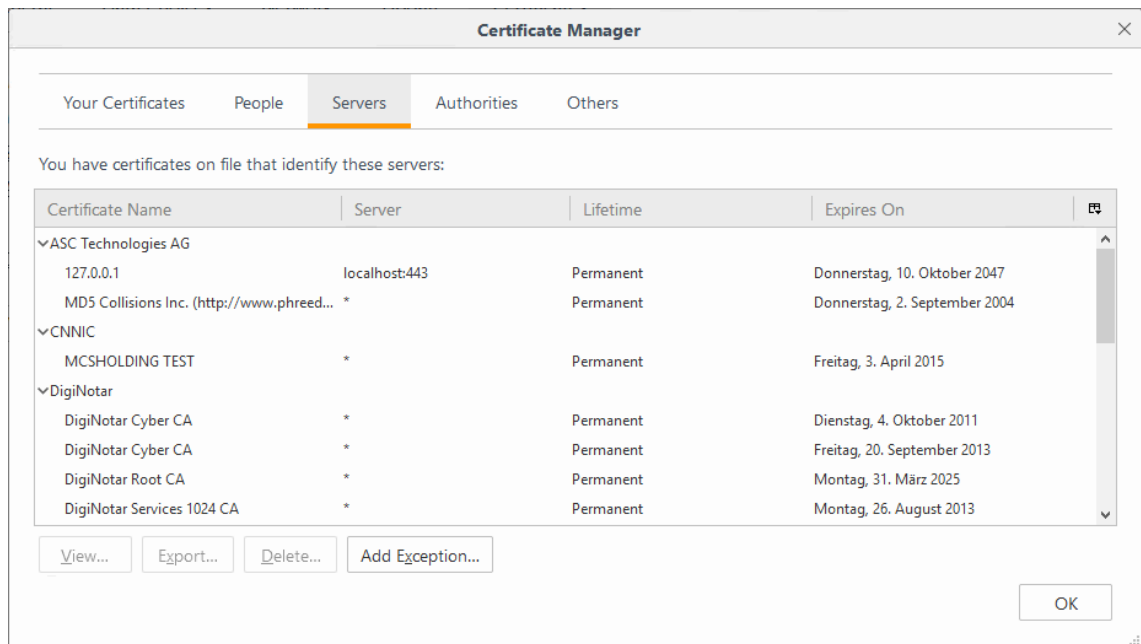 Certificate Manager
Your Certificates People Servers Authorities Others
You have certificates on file that identify these servers:
Certificate Name Server Lifetime Expires On
ASC Technologies AG
127.0.0.1 localhost:443 Permanent Donnerstag, 10. Oktober 2047
MD5 Collisions Inc. (http://www.phreed... * Permanent Donnerstag, 2. September 2004
CNNIC
MCSHOLDING TEST * Permanent Freitag, 3. April 2015
DigiNotar
DigiNotar Cyber CA * Permanent Dienstag, 4. Oktober 2011
DigiNotar Cyber CA * Permanent Freitag, 20. September 2013
DigiNotar Root CA * Permanent Montag, 31. März 2025
DigiNotar Services 1024 CA * Permanent Montag, 26. August 2013
View... Export... Delete... Add Exception...
OK